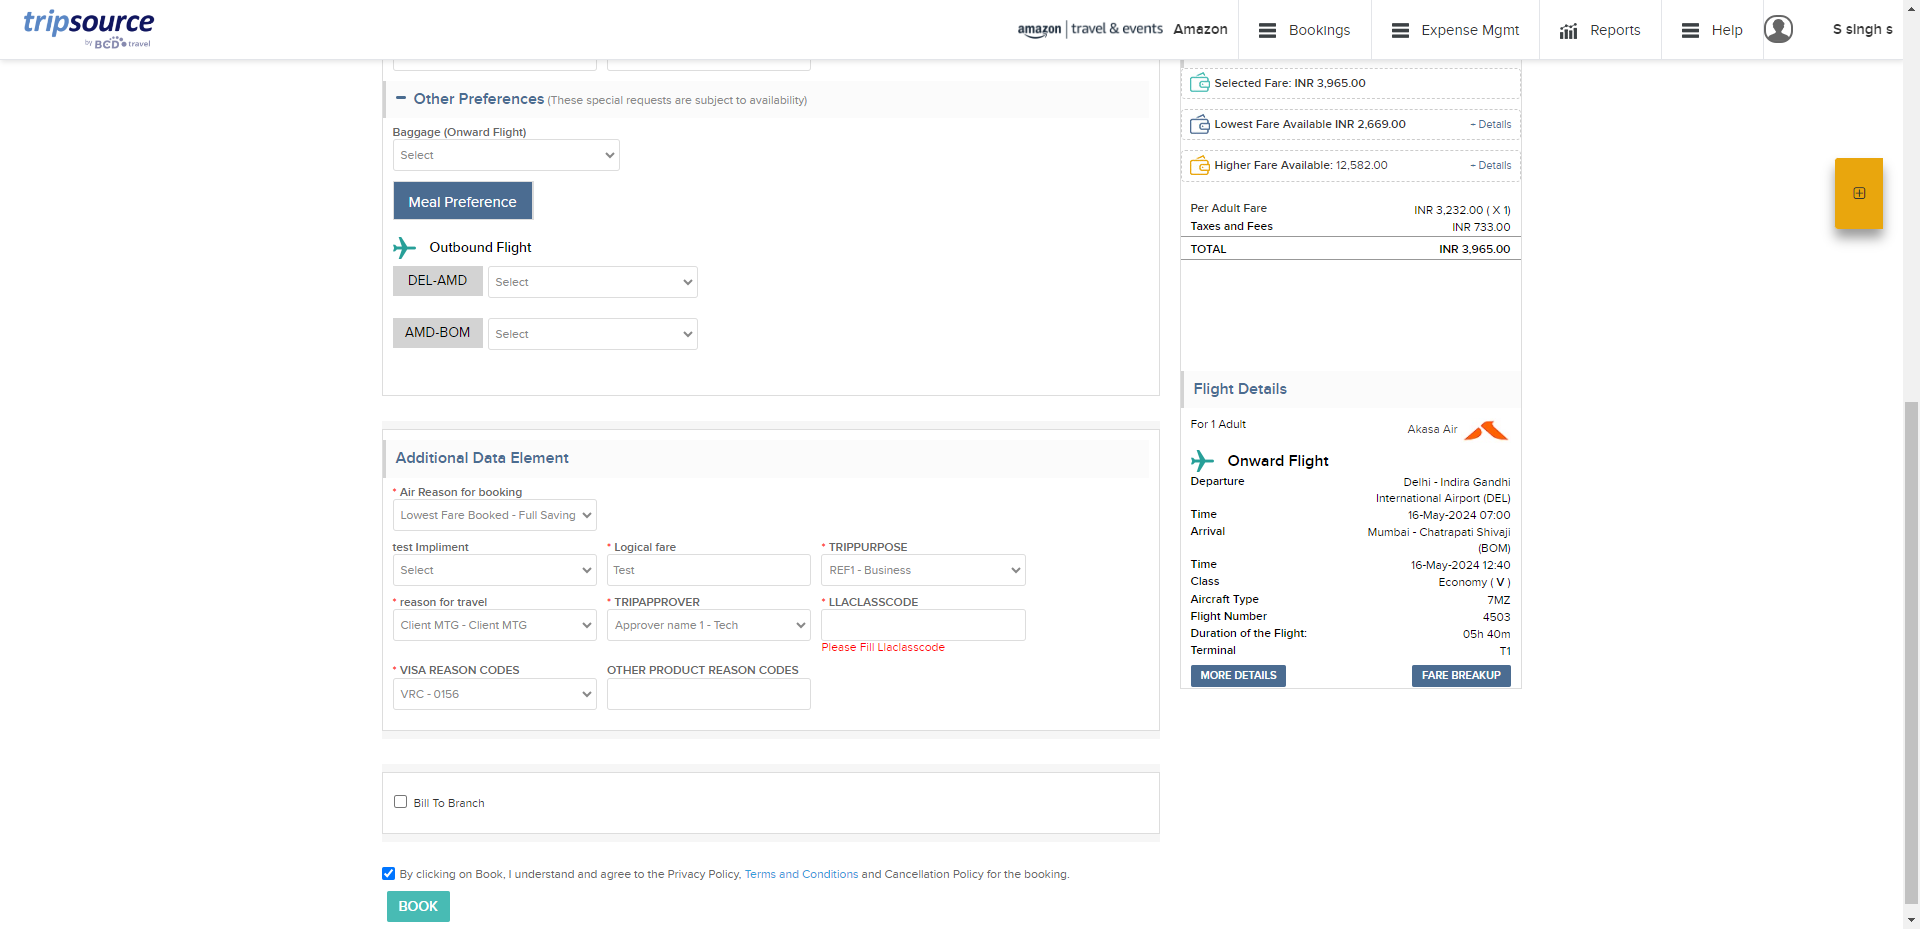 tripsource
by BCD travel
amazon | travel & events Amazon
Bookings
Expense Mgmt
Reports
Help
S singh s
Other Preferences (These special requests are subject to availability)
Baggage (Onward Flight)
Select
Meal Preference
Outbound Flight
DEL-AMD Select
AMD-BOM Select
Additional Data Element
* Air Reason for booking
Lowest Fare Booked - Full Saving
test Impliment * Logical fare * TRIPPURPOSE
Select Test REF1 - Business
* reason for travel * TRIPAPPROVER * LLACLASSCODE
Client MTG - Client MTG Approver name 1 - Tech
Please Fill Llaclasscode
* VISA REASON CODES OTHER PRODUCT REASON CODES
VRC - 0156
Bill To Branch
By clicking on Book, I understand and agree to the Privacy Policy, Terms and Conditions and Cancellation Policy for the booking.
BOOK
Selected Fare: INR 3,965.00
Lowest Fare Available INR 2,669.00 - Details
Higher Fare Available: 12,582.00 - Details
Per Adult Fare INR 3,232.00 ( X 1)
Taxes and Fees INR 733.00
TOTAL INR 3,965.00
Flight Details
For 1 Adult Akasa Air
Onward Flight
Departure Delhi - Indira Gandhi
International Airport (DEL)
Time 16-May-2024 07:00
Arrival Mumbai - Chatrapati Shivaji
(BOM)
Time 16-May-2024 12:40
Class Economy ( V )
Aircraft Type 7MZ
Flight Number 4503
Duration of the Flight: 05h 40m
Terminal T1
MORE DETAILS FARE BREAKUP